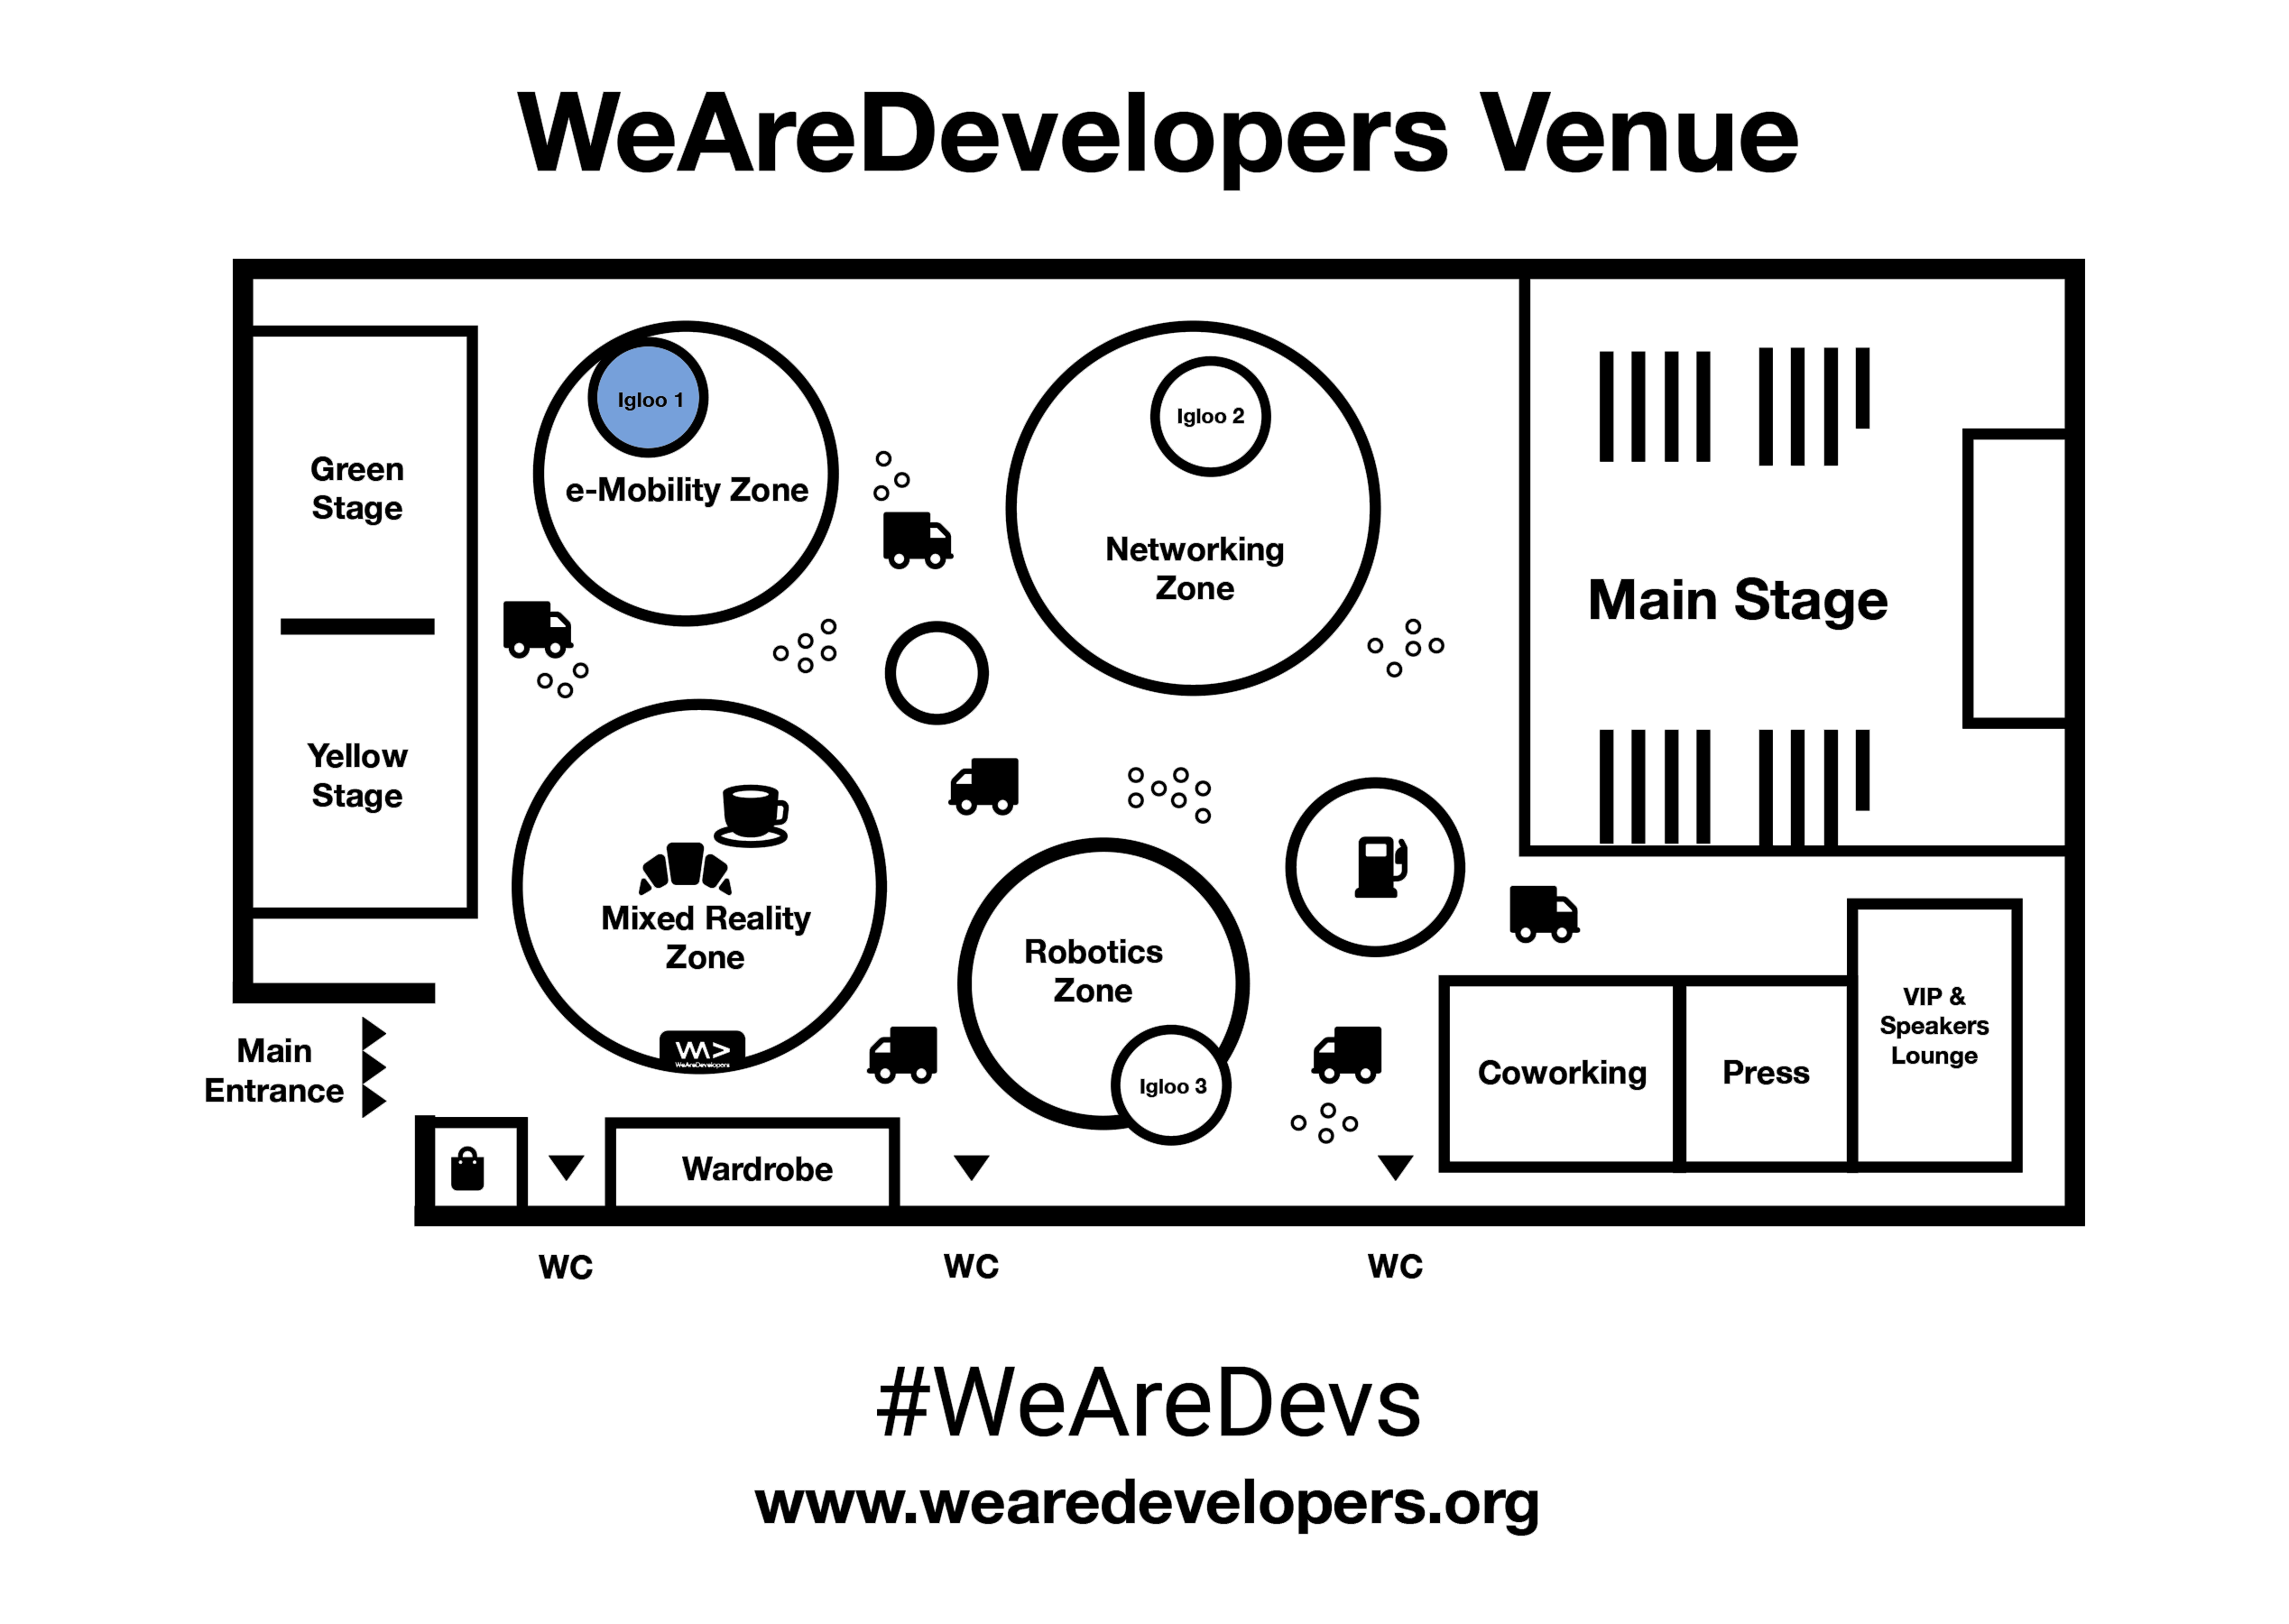 WeAreDevelopers Venue
Igloo 1
e-Mobility Zone
Igloo 2
Networking
Zone
Green
Stage
Yellow
Stage
Main Stage
Mixed Reality
Zone
WA>
WeAreDevelopers
Robotics
Zone
Igloo 3
Main
Entrance
Coworking
Press
VIP &
Speakers
Lounge
Wardrobe
WC
WC
WC
#WeAreDevs
www.wearedevelopers.org